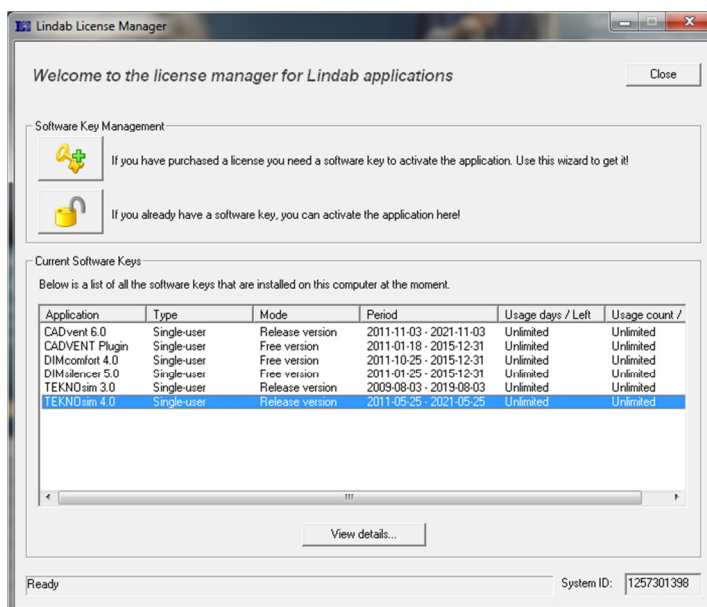 Lindab License Manager
Welcome to the license manager for Lindab applications
Close
Software Key Management
If you have purchased a license you need a software key to activate the application. Use this wizard to get it!
If you already have a software key, you can activate the application here!
Current Software Keys
Below is a list of all the software keys that are installed on this computer at the moment.
Application Type Mode Period Usage days / Left Usage count /
CADvent 6.0 Single-user Release version 2011-11-03 - 2021-11-03 Unlimited Unlimited
CADVENT Plugin Single-user Free version 2011-01-18 - 2015-12-31 Unlimited Unlimited
DIMcomfort 4.0 Single-user Free version 2011-10-25 - 2015-12-31 Unlimited Unlimited
DIMsilencer 5.0 Single-user Free version 2011-01-25 - 2015-12-31 Unlimited Unlimited
TEKNOsim 3.0 Single-user Release version 2009-08-03 - 2019-08-03 Unlimited Unlimited
TEKNOsim 4.0 Single-user Release version 2011-05-25 - 2021-05-25 Unlimited Unlimited
View details...
Ready System ID: 1257301398